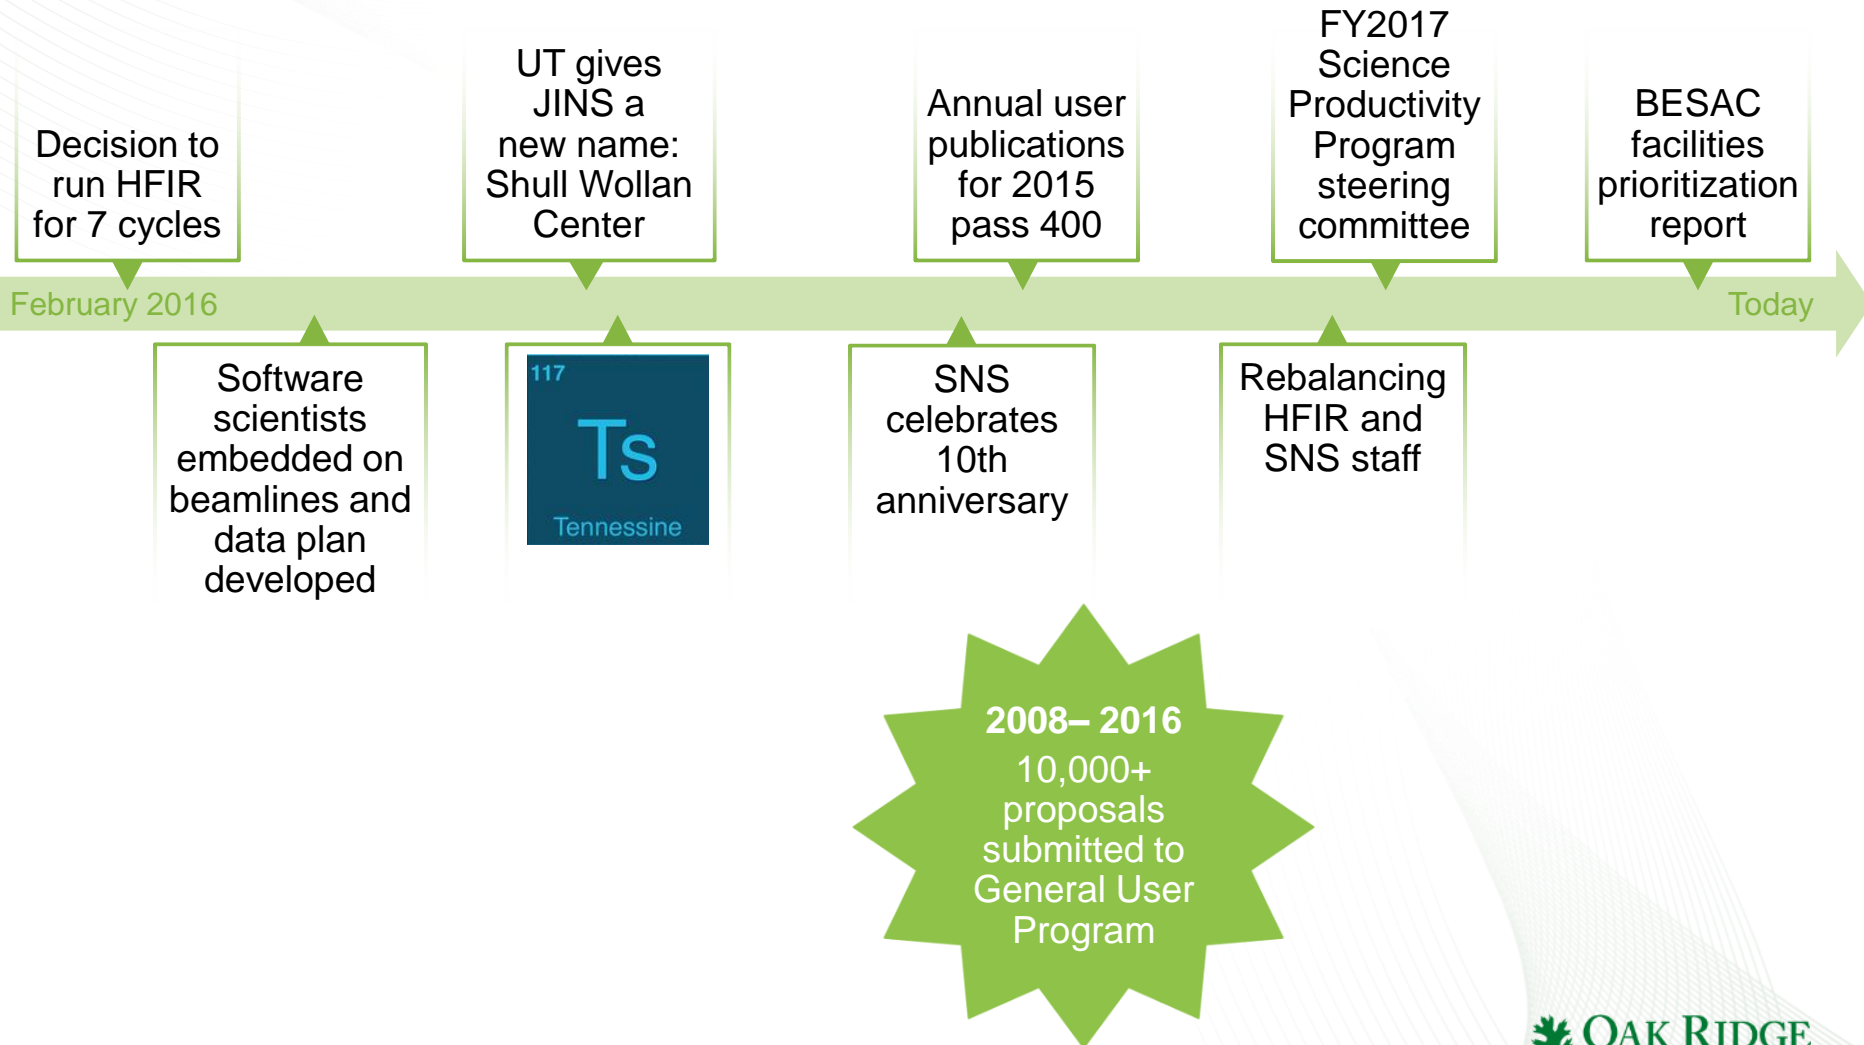 Decision to
run HFIR
for 7 cycles
UT gives
JINS a
new name:
Shull Wollan
Center
Annual user
publications
for 2015
pass 400
FY2017
Science
Productivity
Program
steering
committee
BESAC
facilities
prioritization
report
February 2016
Today
Software
scientists
embedded on
beamlines and
data plan
developed
117
Ts
Tennessine
SNS
celebrates
10th
anniversary
Rebalancing
HFIR and
SNS staff
2008– 2016
10,000+
proposals
submitted to
General User
Program
OAK RIDGE